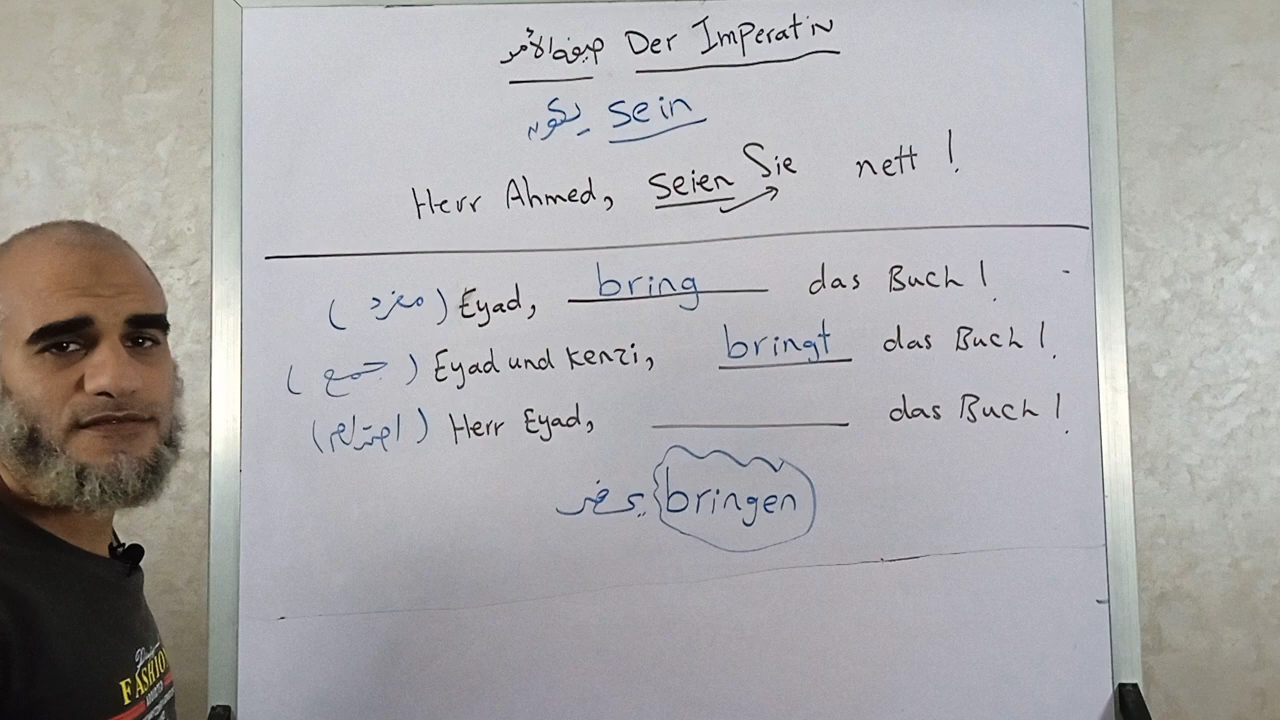 صيغة الأمر Der Imperativ
يكون sein
Herr Ahmed, seien Sie nett !
(مفرد) Eyad, bring das Buch !
(جمع) Eyad und Kenzi, bringt das Buch !
(احترام) Herr Eyad, ______ das Buch !
يحضر bringen
FASHION